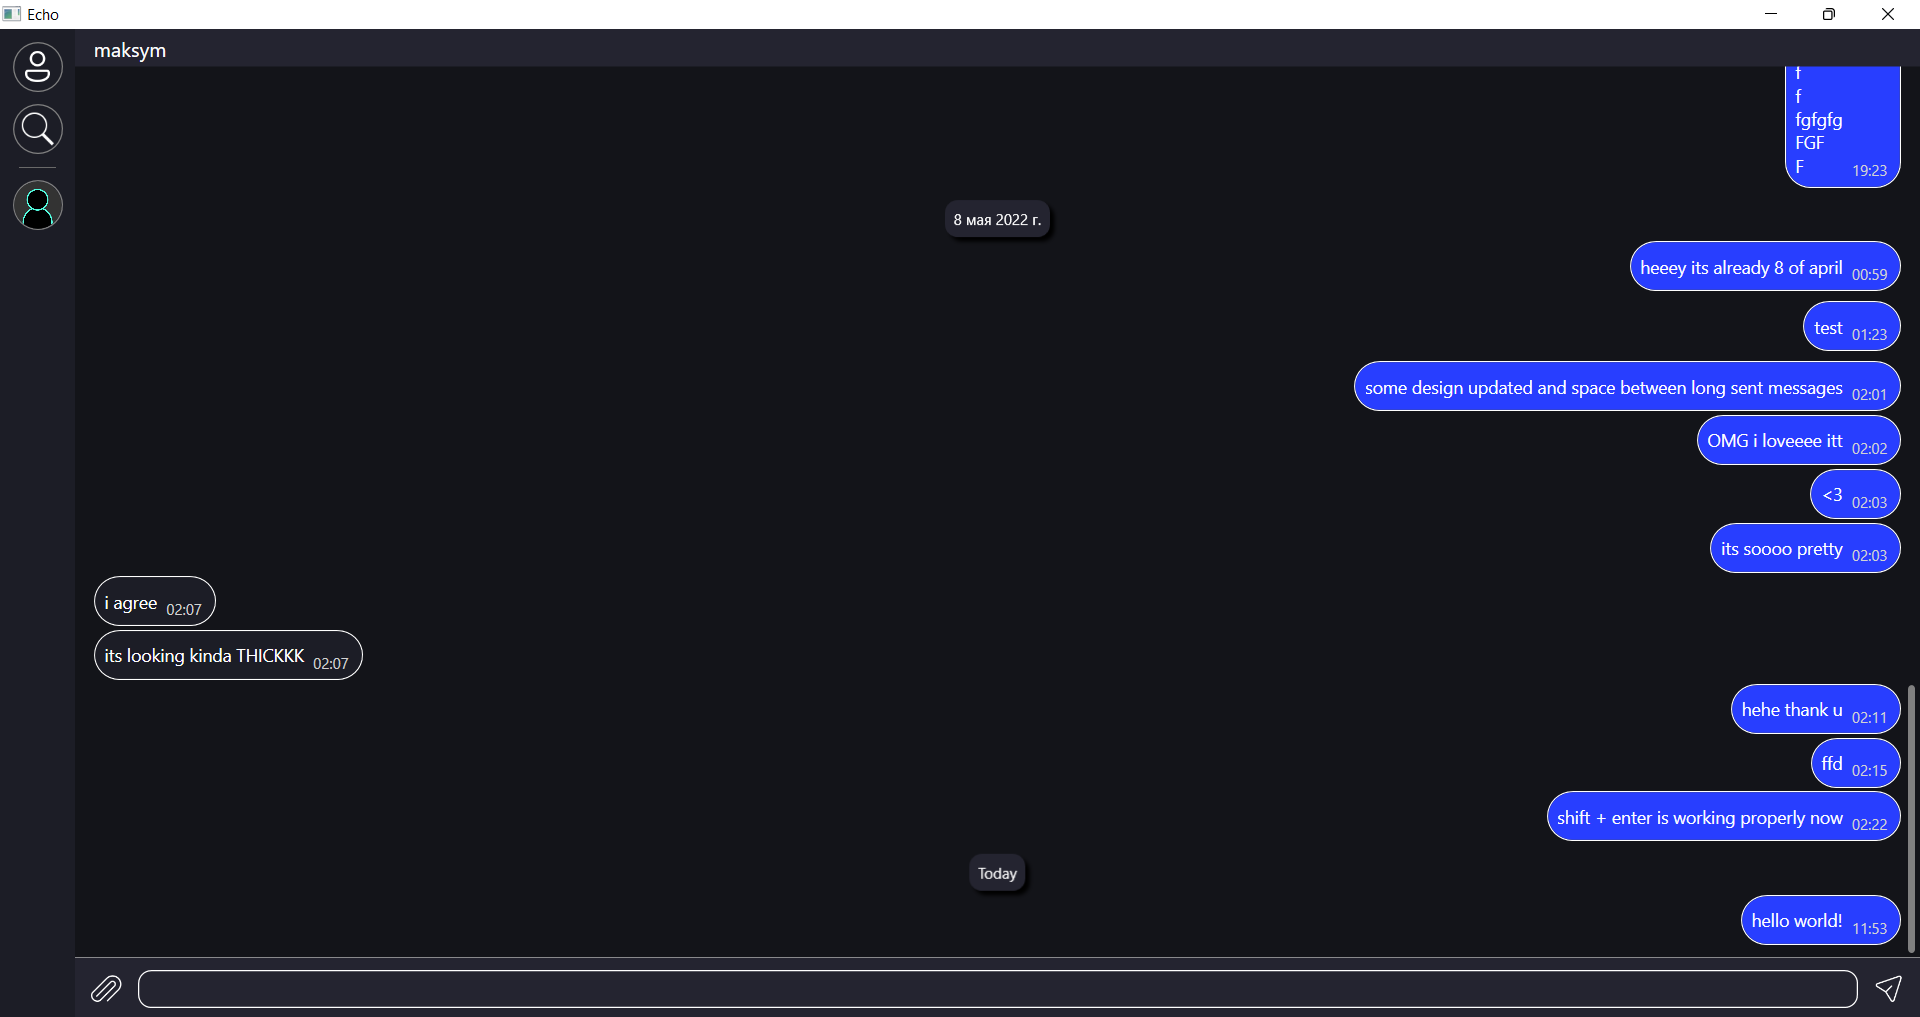 Echo
maksym
f
f
fgfgfg
FGF
F 19:23
8 мая 2022 г.
heeey its already 8 of april 00:59
test 01:23
some design updated and space between long sent messages 02:01
OMG i loveeee itt 02:02
<3 02:03
its soooo pretty 02:03
i agree 02:07
its looking kinda THICKKK 02:07
hehe thank u 02:11
ffd 02:15
shift + enter is working properly now 02:22
Today
hello world! 11:53